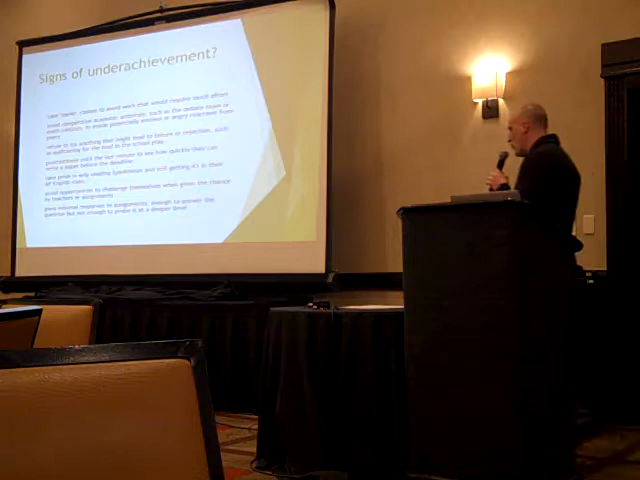 Signs of underachievement?
take "easier" classes to avoid work that would require much effort
avoid competitive academic activities, such as the debate team or
math
to avoid potentially anxious or angry reactions from
peers
refuse to try anything that might lead to failure or rejection, such
as auditioning for the lead in the school play
procrastinate until the last minute to see how quickly they can
write a paper before the deadline
take pride in only reading SparkNotes and still getting A's in their
AP English class
avoid opportunities to challenge themselves when given the chance
by teachers or assignments
give minimal responses to assignments, enough to answer the
question but not enough to probe it at a deeper level